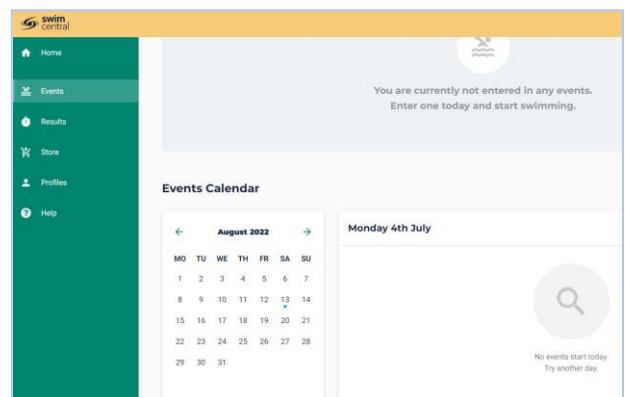 swim
central
Home
Events
Results
Store
Profiles
Help
You are currently not entered in any events.
Enter one today and start swimming.
Events Calendar
August 2022
MO TU WE TH FR SA SU
1 2 3 4 5 6 7
8 9 10 11 12 13 14
15 16 17 18 19 20 21
22 23 24 25 26 27 28
29 30 31
Monday 4th July
No events start today.
Try another day.